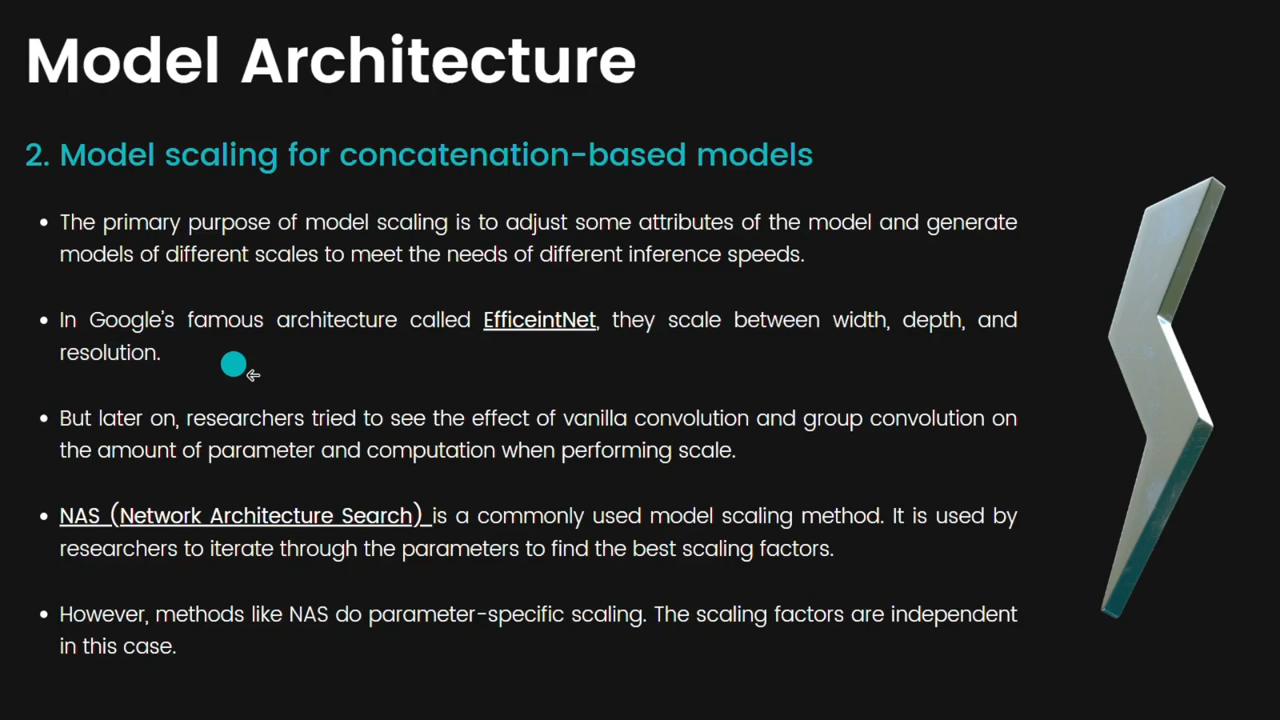 Model Architecture
2. Model scaling for concatenation-based models
• The primary purpose of model scaling is to adjust some attributes of the model and generate
models of different scales to meet the needs of different inference speeds.
• In Google's famous architecture called EfficeintNet, they scale between width, depth, and
resolution.
• But later on, researchers tried to see the effect of vanilla convolution and group convolution on
the amount of parameter and computation when performing scale.
• NAS (Network Architecture Search) is a commonly used model scaling method. It is used by
researchers to iterate through the parameters to find the best scaling factors.
• However, methods like NAS do parameter-specific scaling. The scaling factors are independent
in this case.